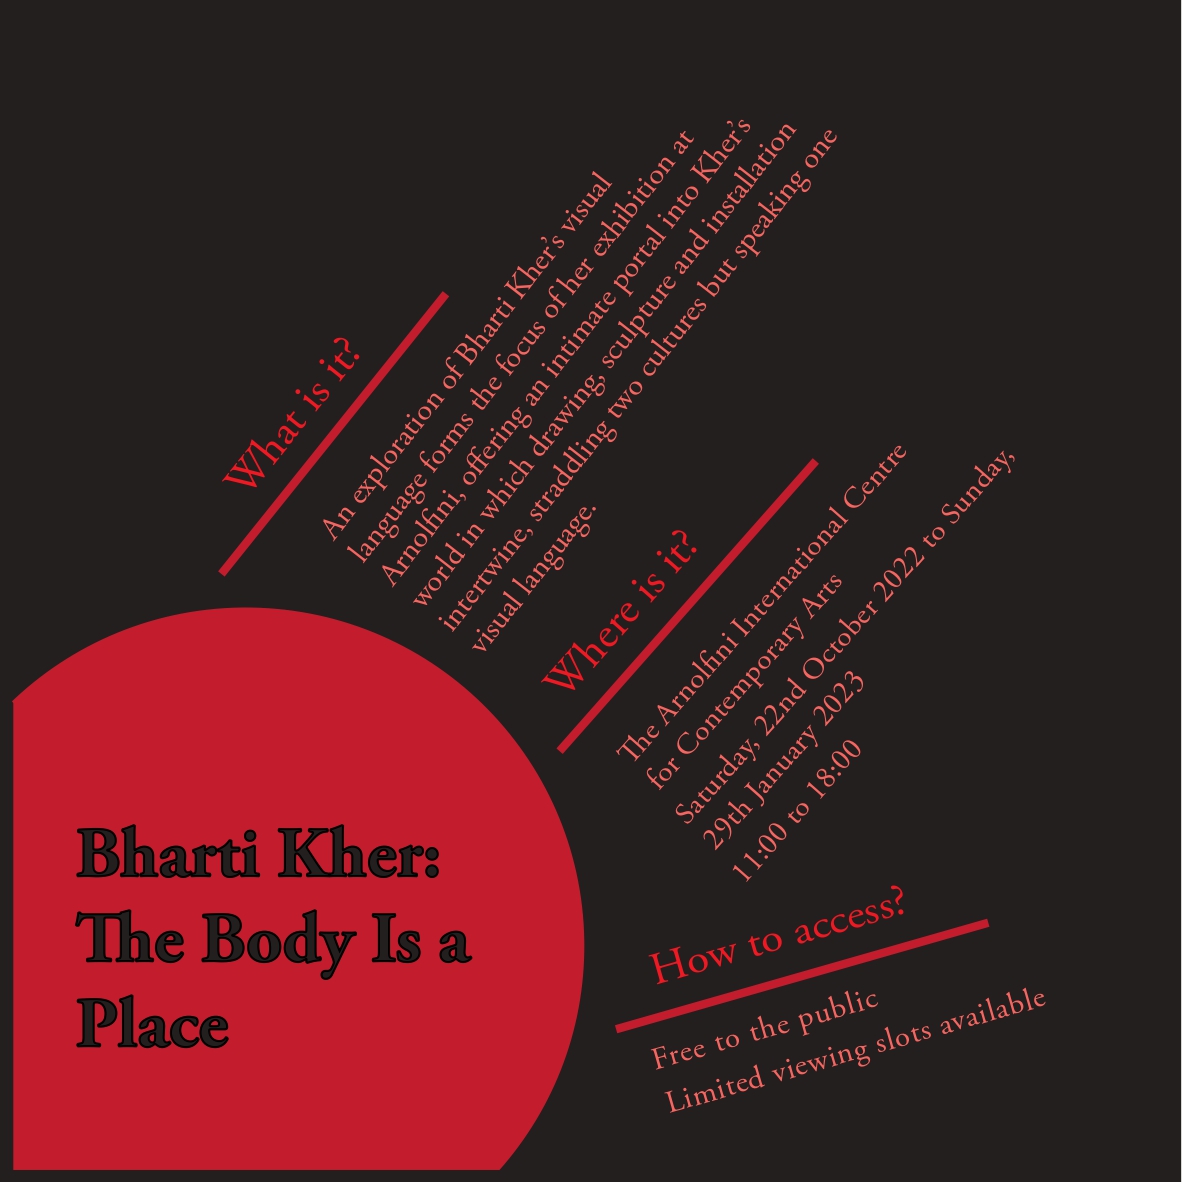 What is it?
An exploration of Bharti Kher's visual
language forms the focus of her exhibition at
Arnolfini, offering an intimate portal into Kher's
world in which drawing, sculpture and installation
intertwine, straddling two cultures but speaking one
visual language.
Where is it?
The Arnolfini International Centre
for Contemporary Arts
Saturday, 22nd October 2022 to Sunday,
29th January 2023
11:00 to 18:00
Bharti Kher:
The Body Is a
Place
How to access?
Free to the public
Limited viewing slots available